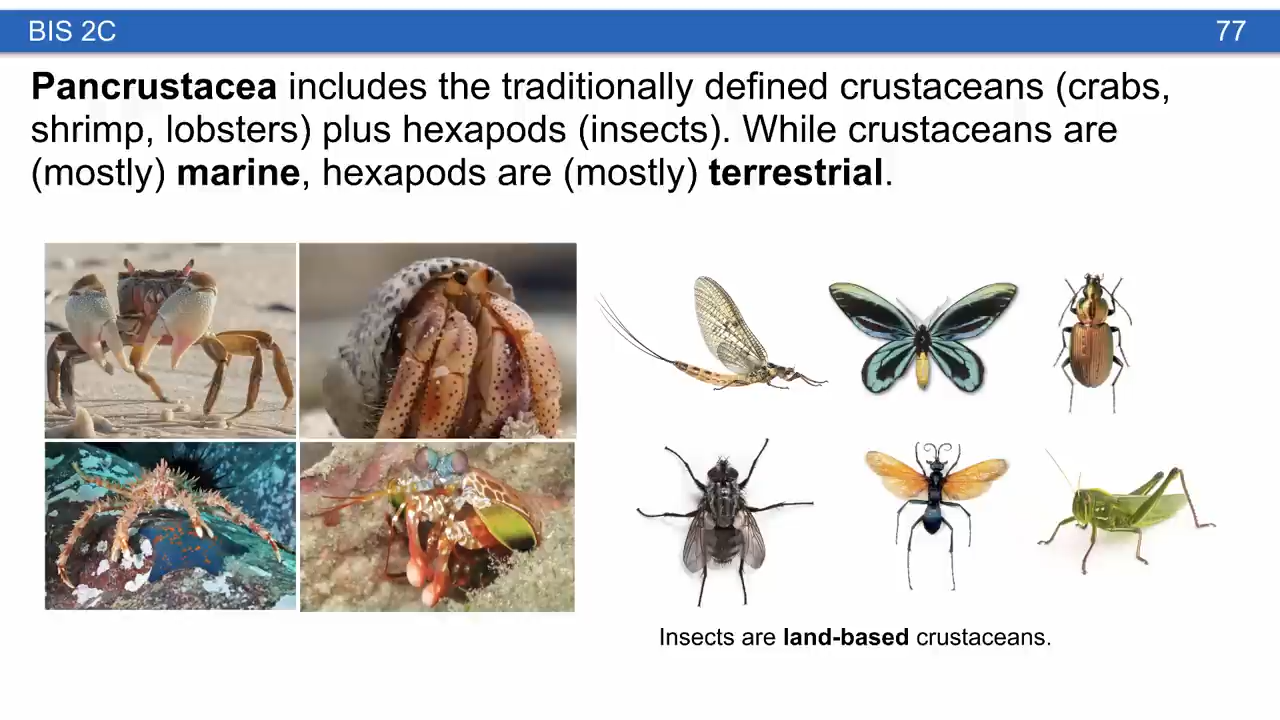 BIS 2C
77
Pancrustacea includes the traditionally defined crustaceans (crabs,
shrimp, lobsters) plus hexapods (insects). While crustaceans are
(mostly) marine, hexapods are (mostly) terrestrial.
Insects are land-based crustaceans.